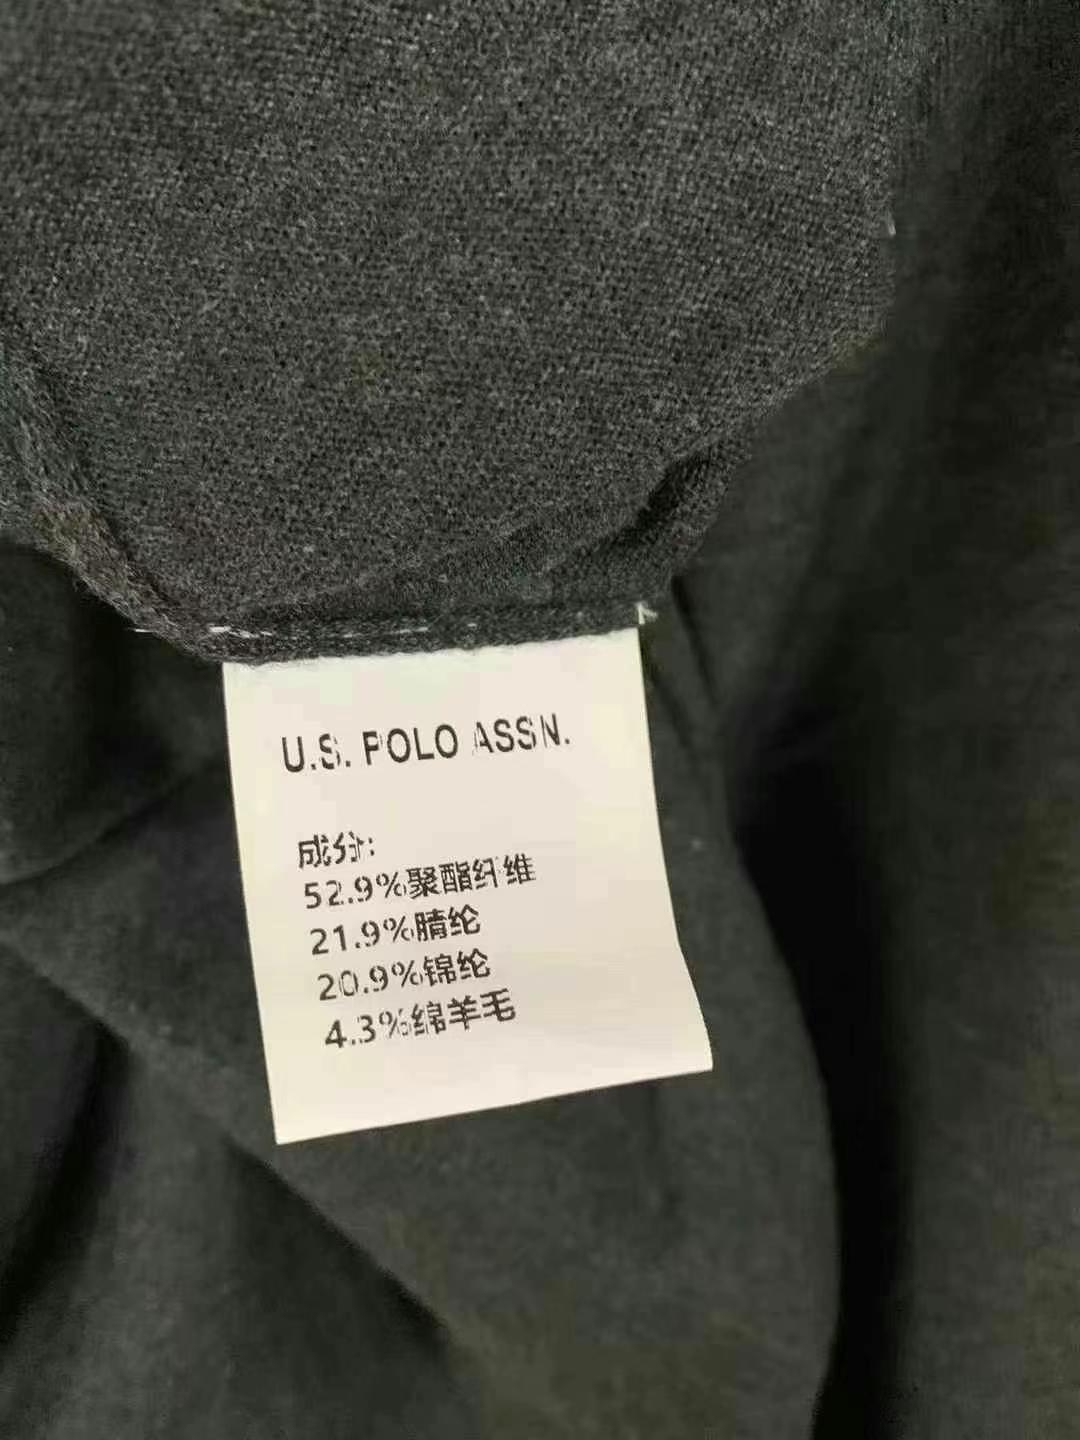 U.S. POLO ASSN.
成分:
52.9%聚酯纤维
21.9%腈纶
20.9%锦纶
4.3%绵羊毛